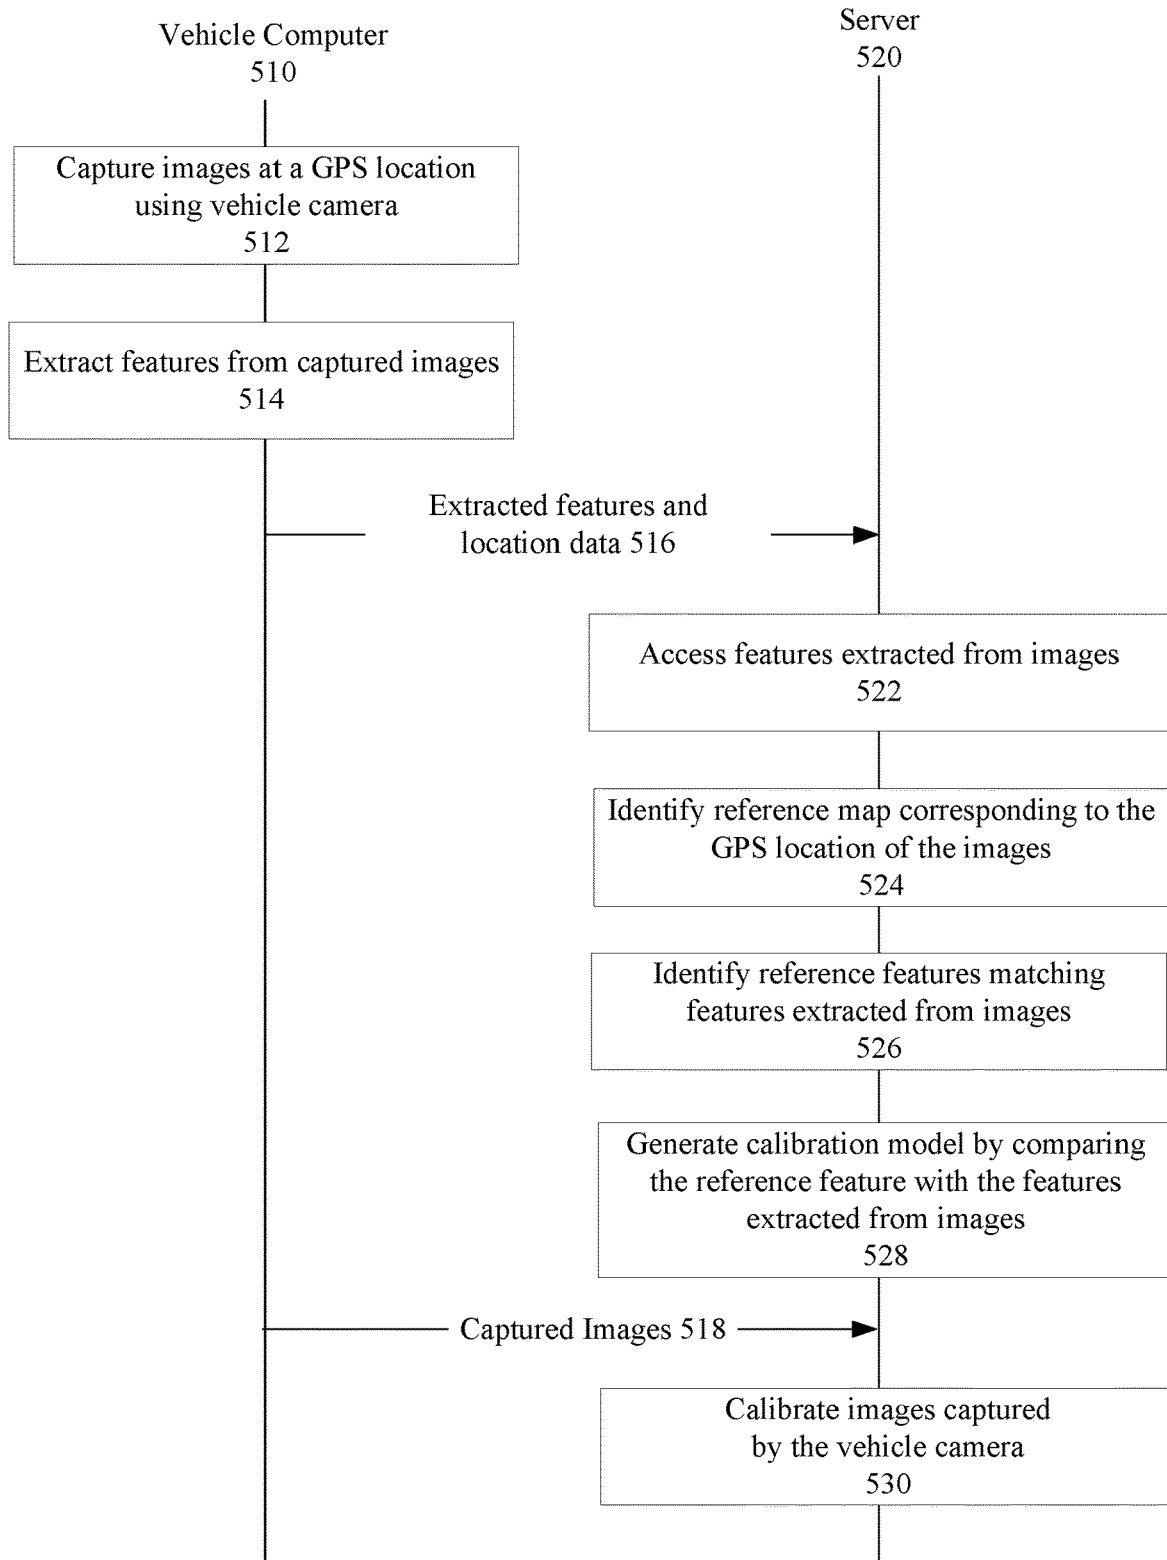 Vehicle Computer
510
Server
520
Capture images at a GPS location
using vehicle camera
512
Extract features from captured images
514
Extracted features and
location data 516
Access features extracted from images
522
Identify reference map corresponding to the
GPS location of the images
524
Identify reference features matching
features extracted from images
526
Generate calibration model by comparing
the reference feature with the features
extracted from images
528
Captured Images 518
Calibrate images captured
by the vehicle camera
530